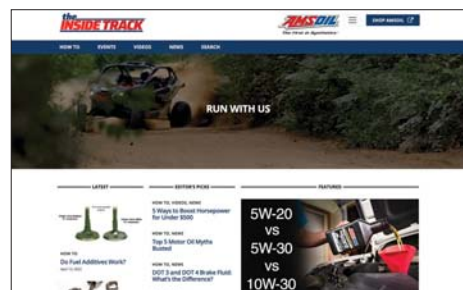 the
INSIDE TRACK
AMSOIL
The First in Synthetics
SHOP AMSOIL
HOW TO
EVENTS
VIDEOS
NEWS
SEARCH
RUN WITH US
LATEST
HOW TO
Do Fuel Additives Work?
EDITOR'S PICKS
HOW TO, VIDEOS, NEWS
5 Ways to Boost Horsepower
for Under $500
HOW TO, NEWS
Top 5 Motor Oil Myths
Busted
HOW TO, NEWS
DOT 3 and DOT 4 Brake Fluid:
What's the Difference?
FEATURED
5W-20
vs
5W-30
vs
10W-30